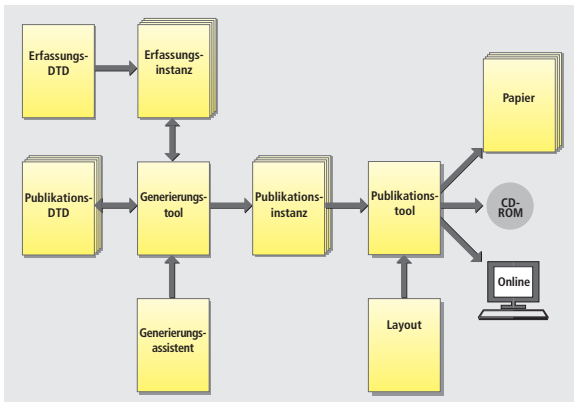 Erfassungs-
DTD
Erfassungs-
instanz
Papier
Publikations-
DTD
Generierungs-
tool
Publikations-
instanz
Publikations-
tool
CD-
ROM
Online
Generierungs-
assistent
Layout